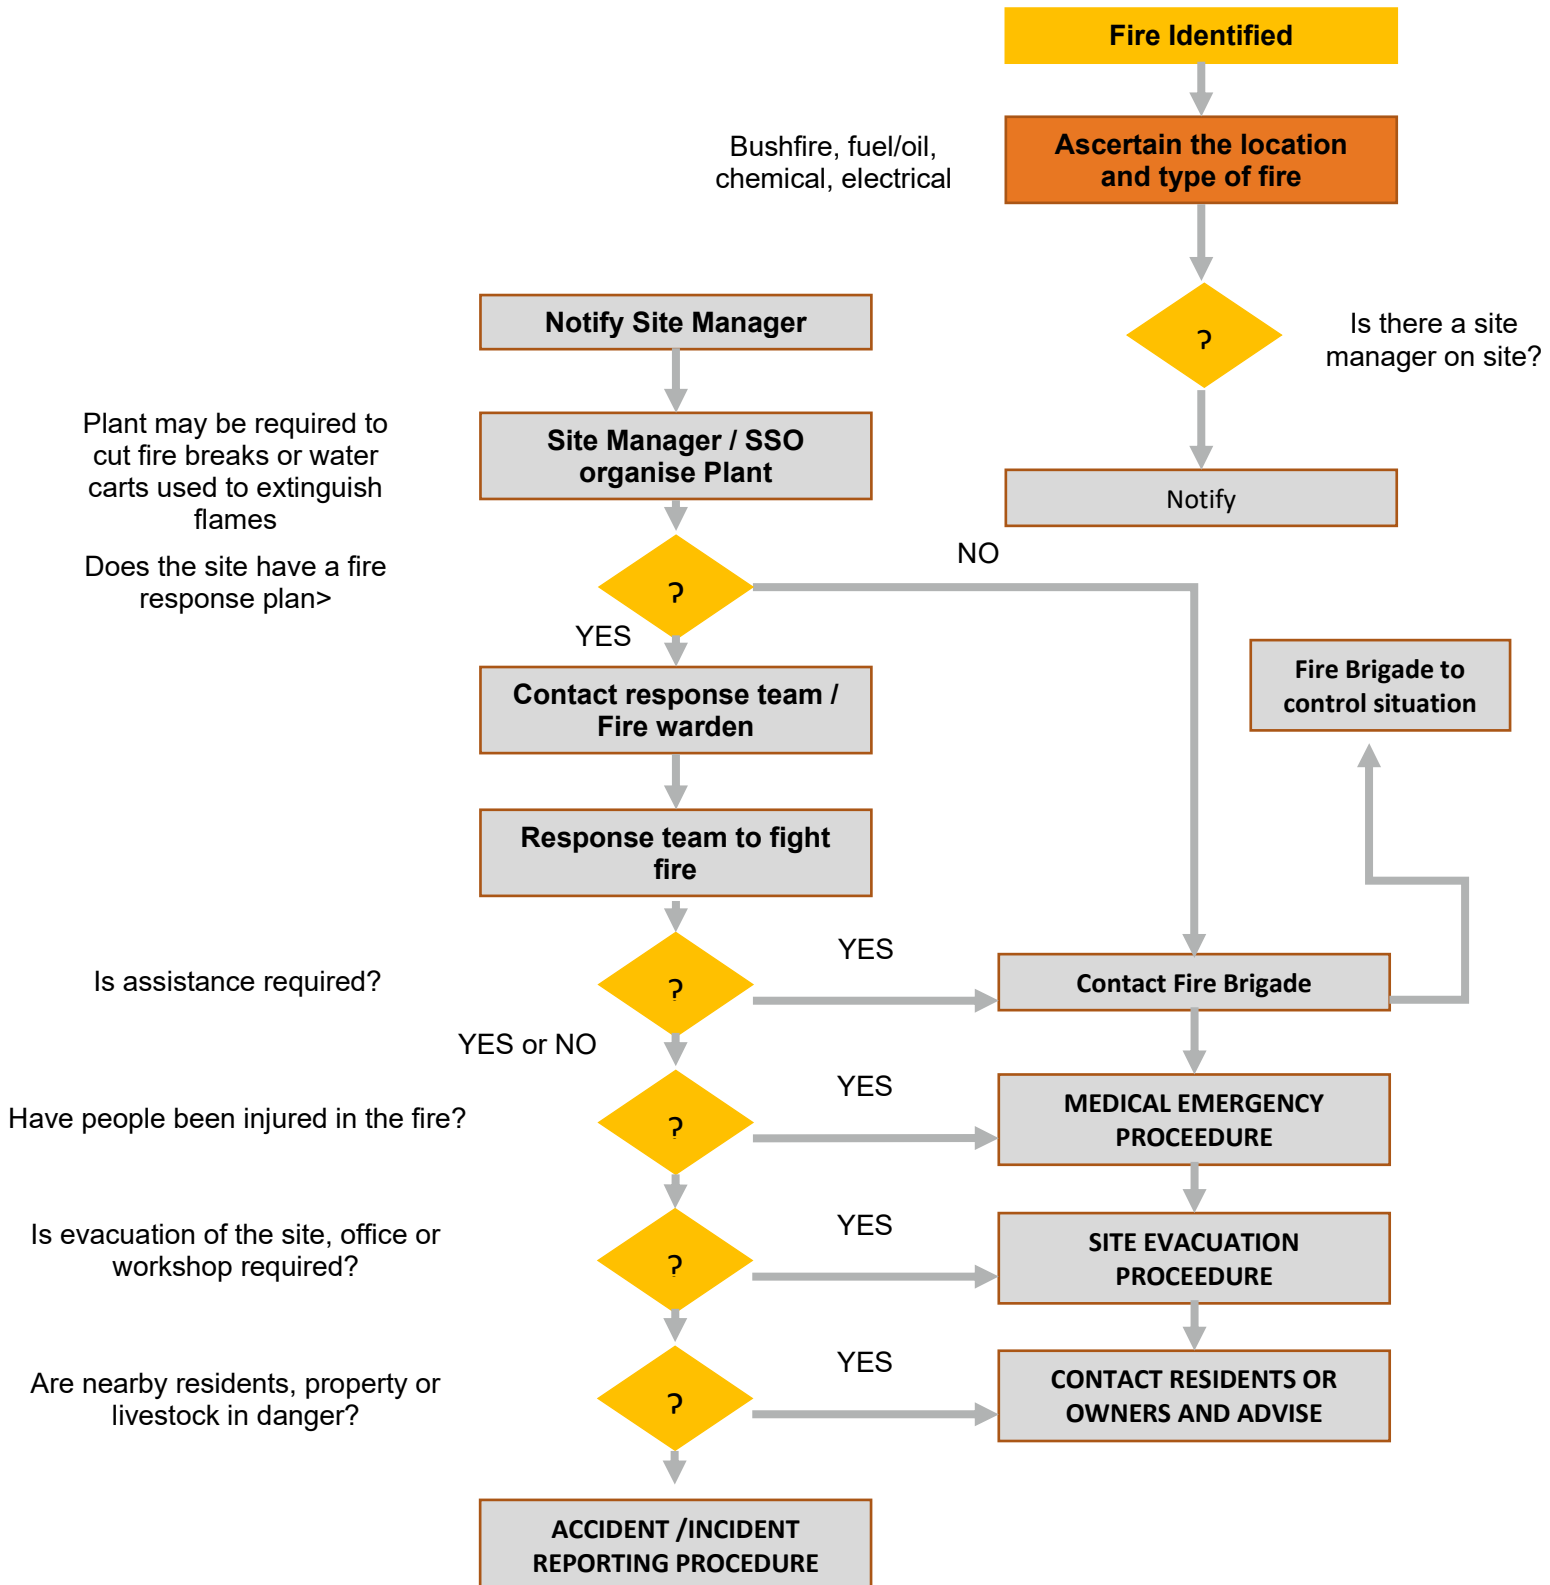 Fire Identified
Bushfire, fuel/oil,
chemical, electrical
Ascertain the location
and type of fire
?
Is there a site
manager on site?
Notify
Notify Site Manager
Plant may be required to
cut fire breaks or water
carts used to extinguish
flames
Site Manager / SSO
organise Plant
Does the site have a fire
response plan>
?
NO
YES
Contact response team /
Fire warden
Fire Brigade to
control situation
Response team to fight
fire
Is assistance required?
?
YES
Contact Fire Brigade
YES or NO
Have people been injured in the fire?
?
YES
MEDICAL EMERGENCY
PROCEEDURE
Is evacuation of the site, office or
workshop required?
?
YES
SITE EVACUATION
PROCEEDURE
Are nearby residents, property or
livestock in danger?
?
YES
CONTACT RESIDENTS OR
OWNERS AND ADVISE
ACCIDENT /INCIDENT
REPORTING PROCEDURE